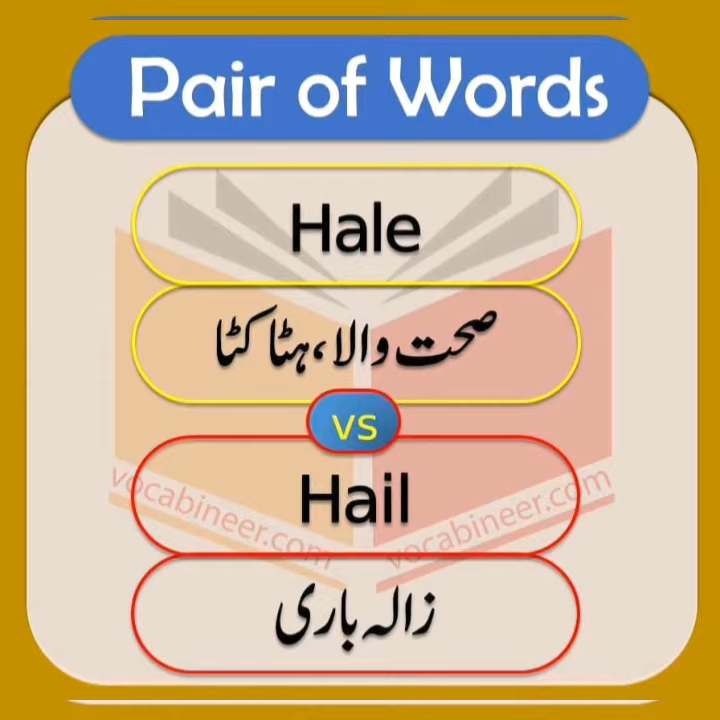 Pair of Words
Hale
صحت والا، ہٹا کٹا
vs
Hail
vocabineer.com vocabineer.com
ژالہ باری